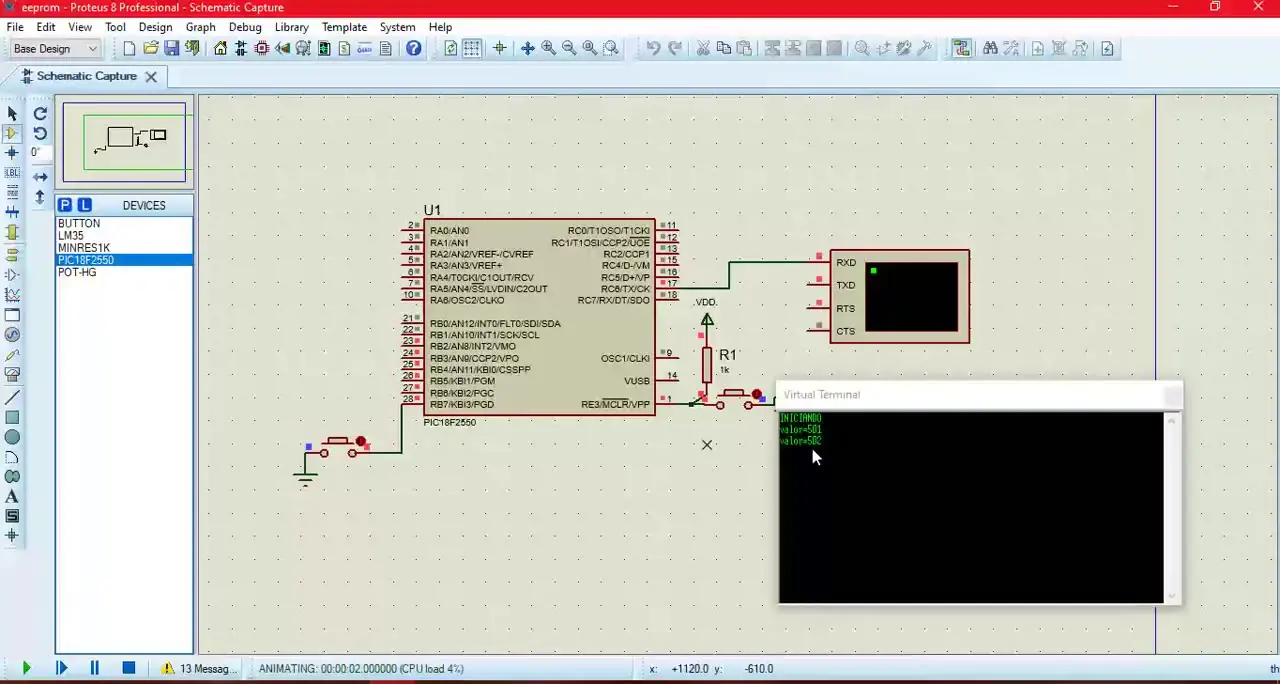 eeprom - Proteus 8 Professional - Schematic Capture
File Edit View Tool Design Graph Debug Library Template System Help
Base Design
Schematic Capture
0°
LBL
P L DEVICES
BUTTON
LM35
MINRES1K
PIC18F2550
POT-HG
U1
2 RA0/AN0
3 RA1/AN1
4 RA2/AN2/VREF-/CVREF
5 RA3/AN3/VREF+
6 RA4/T0CKI/C1OUT/RCV
7 RA5/AN4/SS/LVDIN/C2OUT
10 RA6/OSC2/CLKO
21 RB0/AN12/INT0/FLT0/SDI/SDA
22 RB1/AN10/INT1/SCK/SCL
23 RB2/AN8/INT2/VMO
24 RB3/AN9/CCP2/VPO
25 RB4/AN11/KBI0/CSSPP
26 RB5/KBI1/PGM
27 RB6/KBI2/PGC
28 RB7/KBI3/PGD
RC0/T1OSO/T1CKI 11
RC1/T1OSI/CCP2/UOE 12
RC2/CCP1 13
RC4/D-/VM 15
RC5/D+/VP 16
RC6/TX/CK 17
RC7/RX/DT/SDO 18
OSC1/CLKI 9
VUSB 14
RE3/MCLR/VPP 1
PIC18F2550
VDD
R1
1k
RXD
TXD
RTS
CTS
Virtual Terminal
INICIANDO
valor=501
valor=502
13 Messag...
ANIMATING: 00:00:02.000000 (CPU load 4%)
x: +1120.0 y: -610.0
th